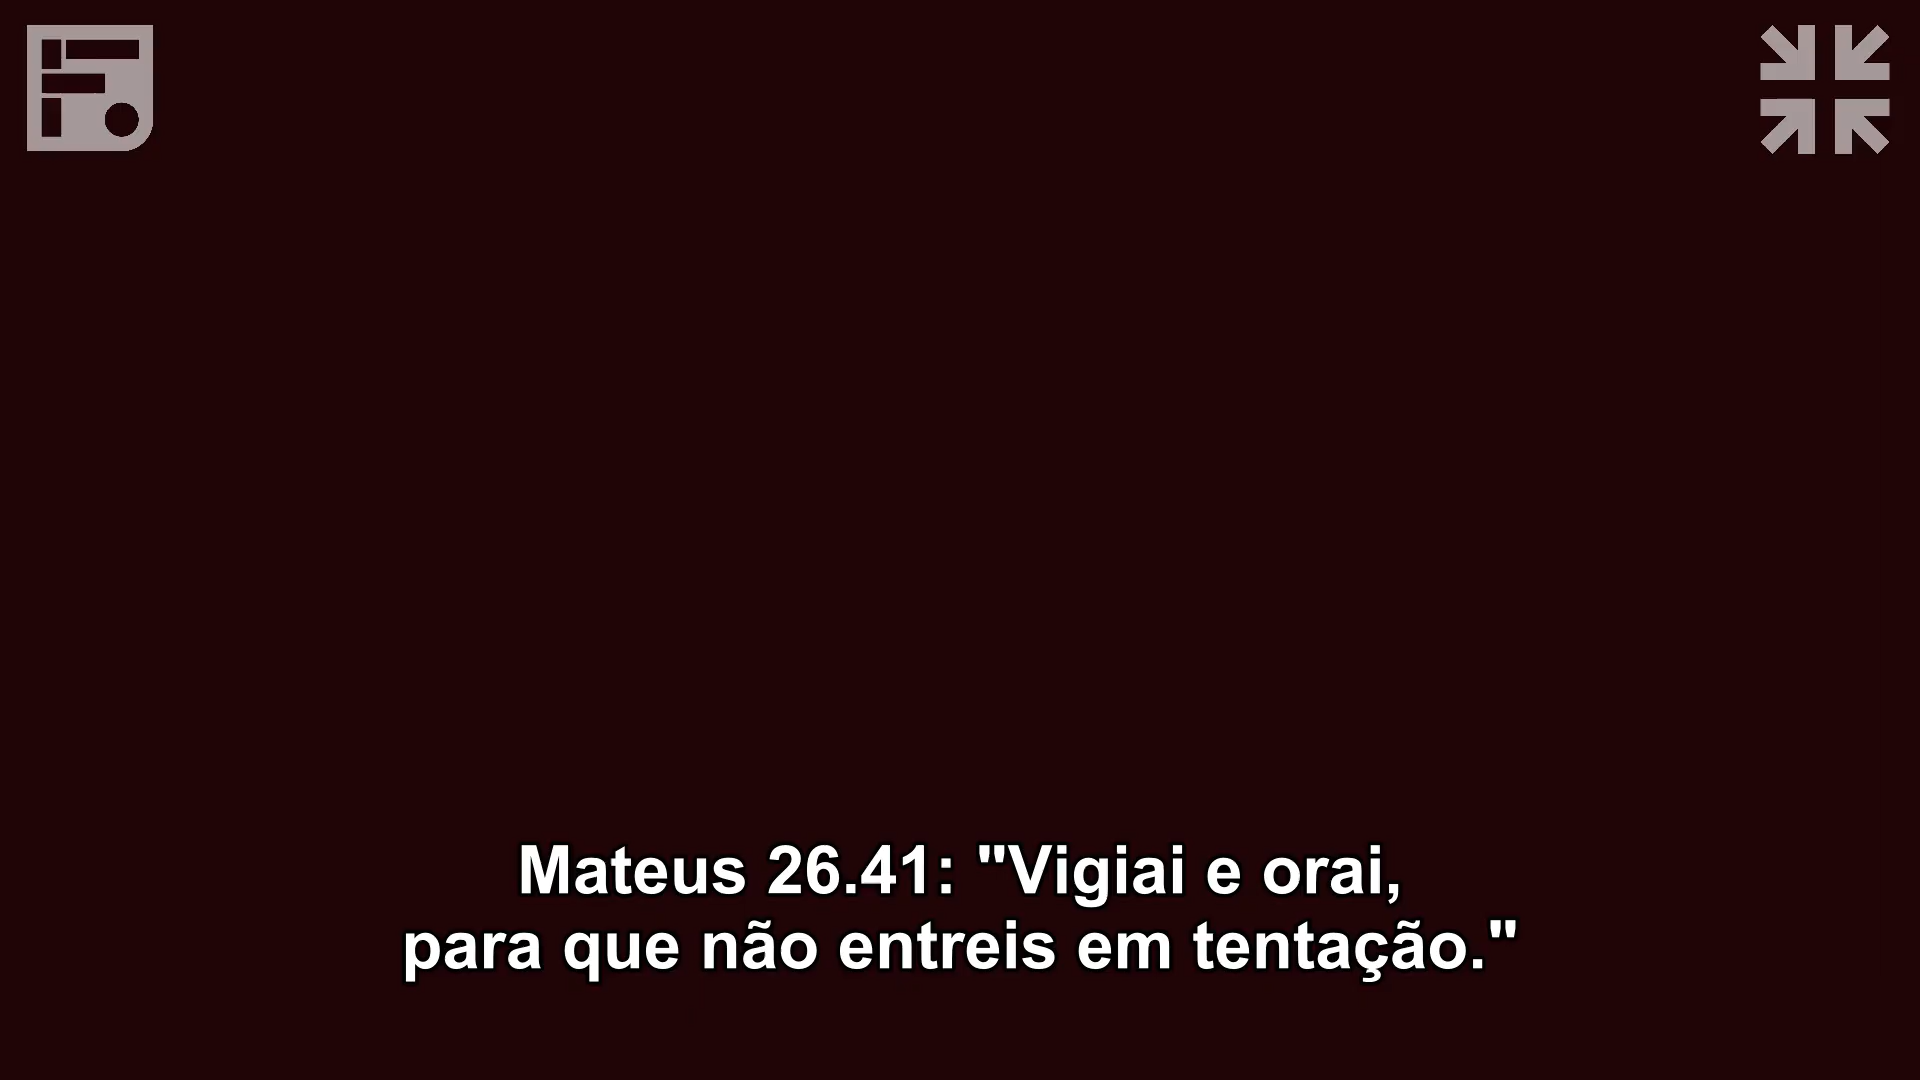 Mateus 26.41: "Vigiai e orai,
para que não entreis em tentação."